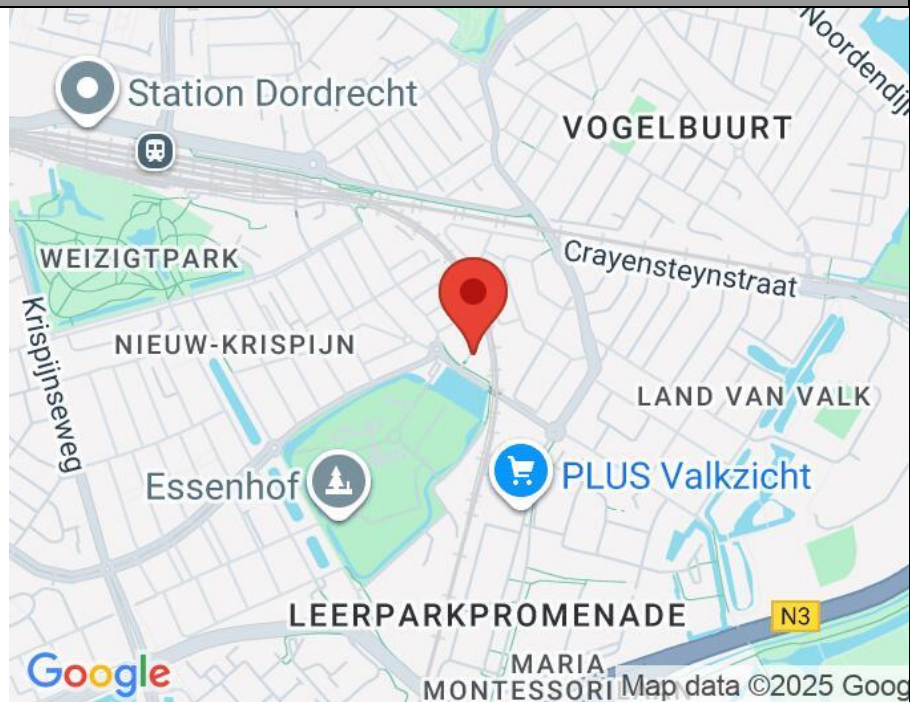 Noordendijk
Station Dordrecht
VOGELBUURT
Crayensteynstraat
WEIZIGTPARK
Krispijnseweg
NIEUW-KRISPIJN
LAND VAN VALK
Essenhof
PLUS Valkzicht
LEERPARKPROMENADE
N3
MARIA
MONTESSORI
Google
Map data ©2025 Goog